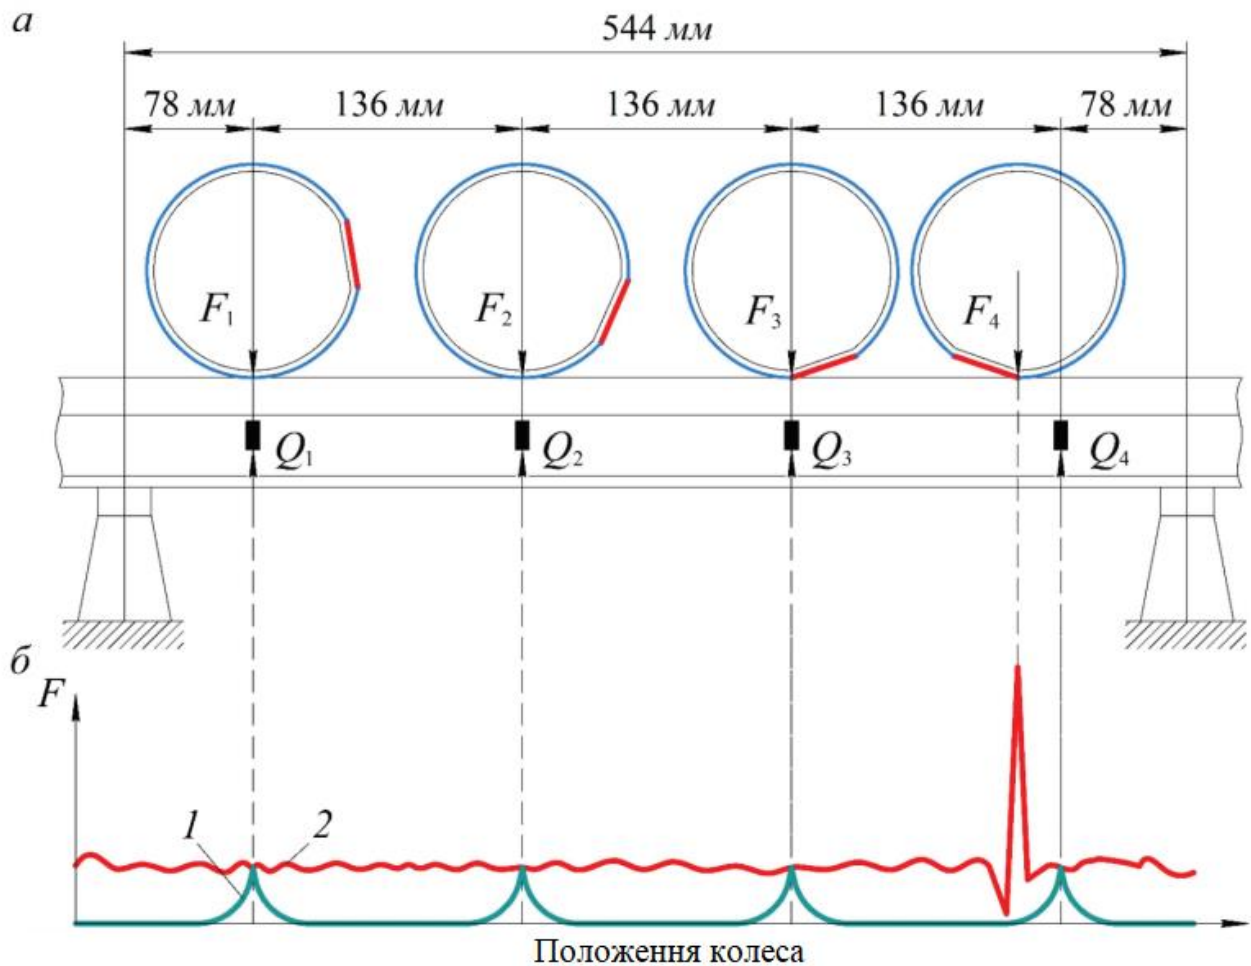 а
544 мм
78 мм 136 мм 136 мм 136 мм 78 мм
F1 F2 F3 F4
Q1 Q2 Q3 Q4
б
F
1 2
Положення колеса